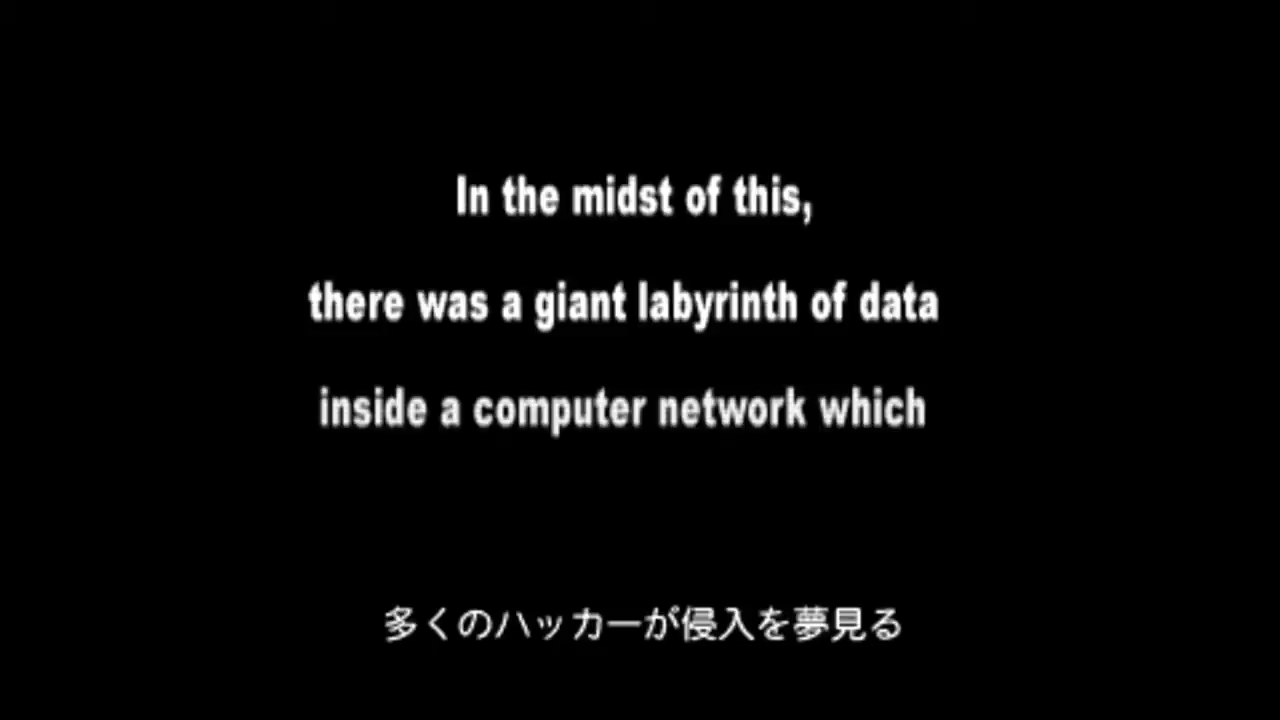 In the midst of this,
there was a giant labyrinth of data
inside a computer network which
多くのハッカーが侵入を夢見る